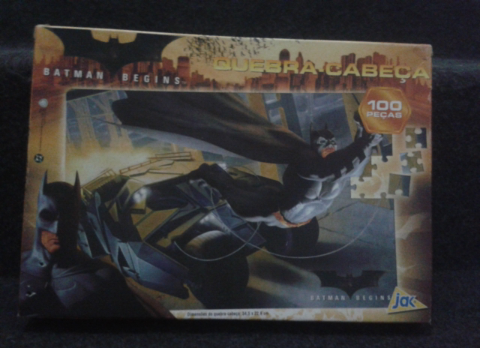 BATMAN BEGINS
QUEBRA-CABEÇA
100
PEÇAS
BATMAN BEGINS
jak